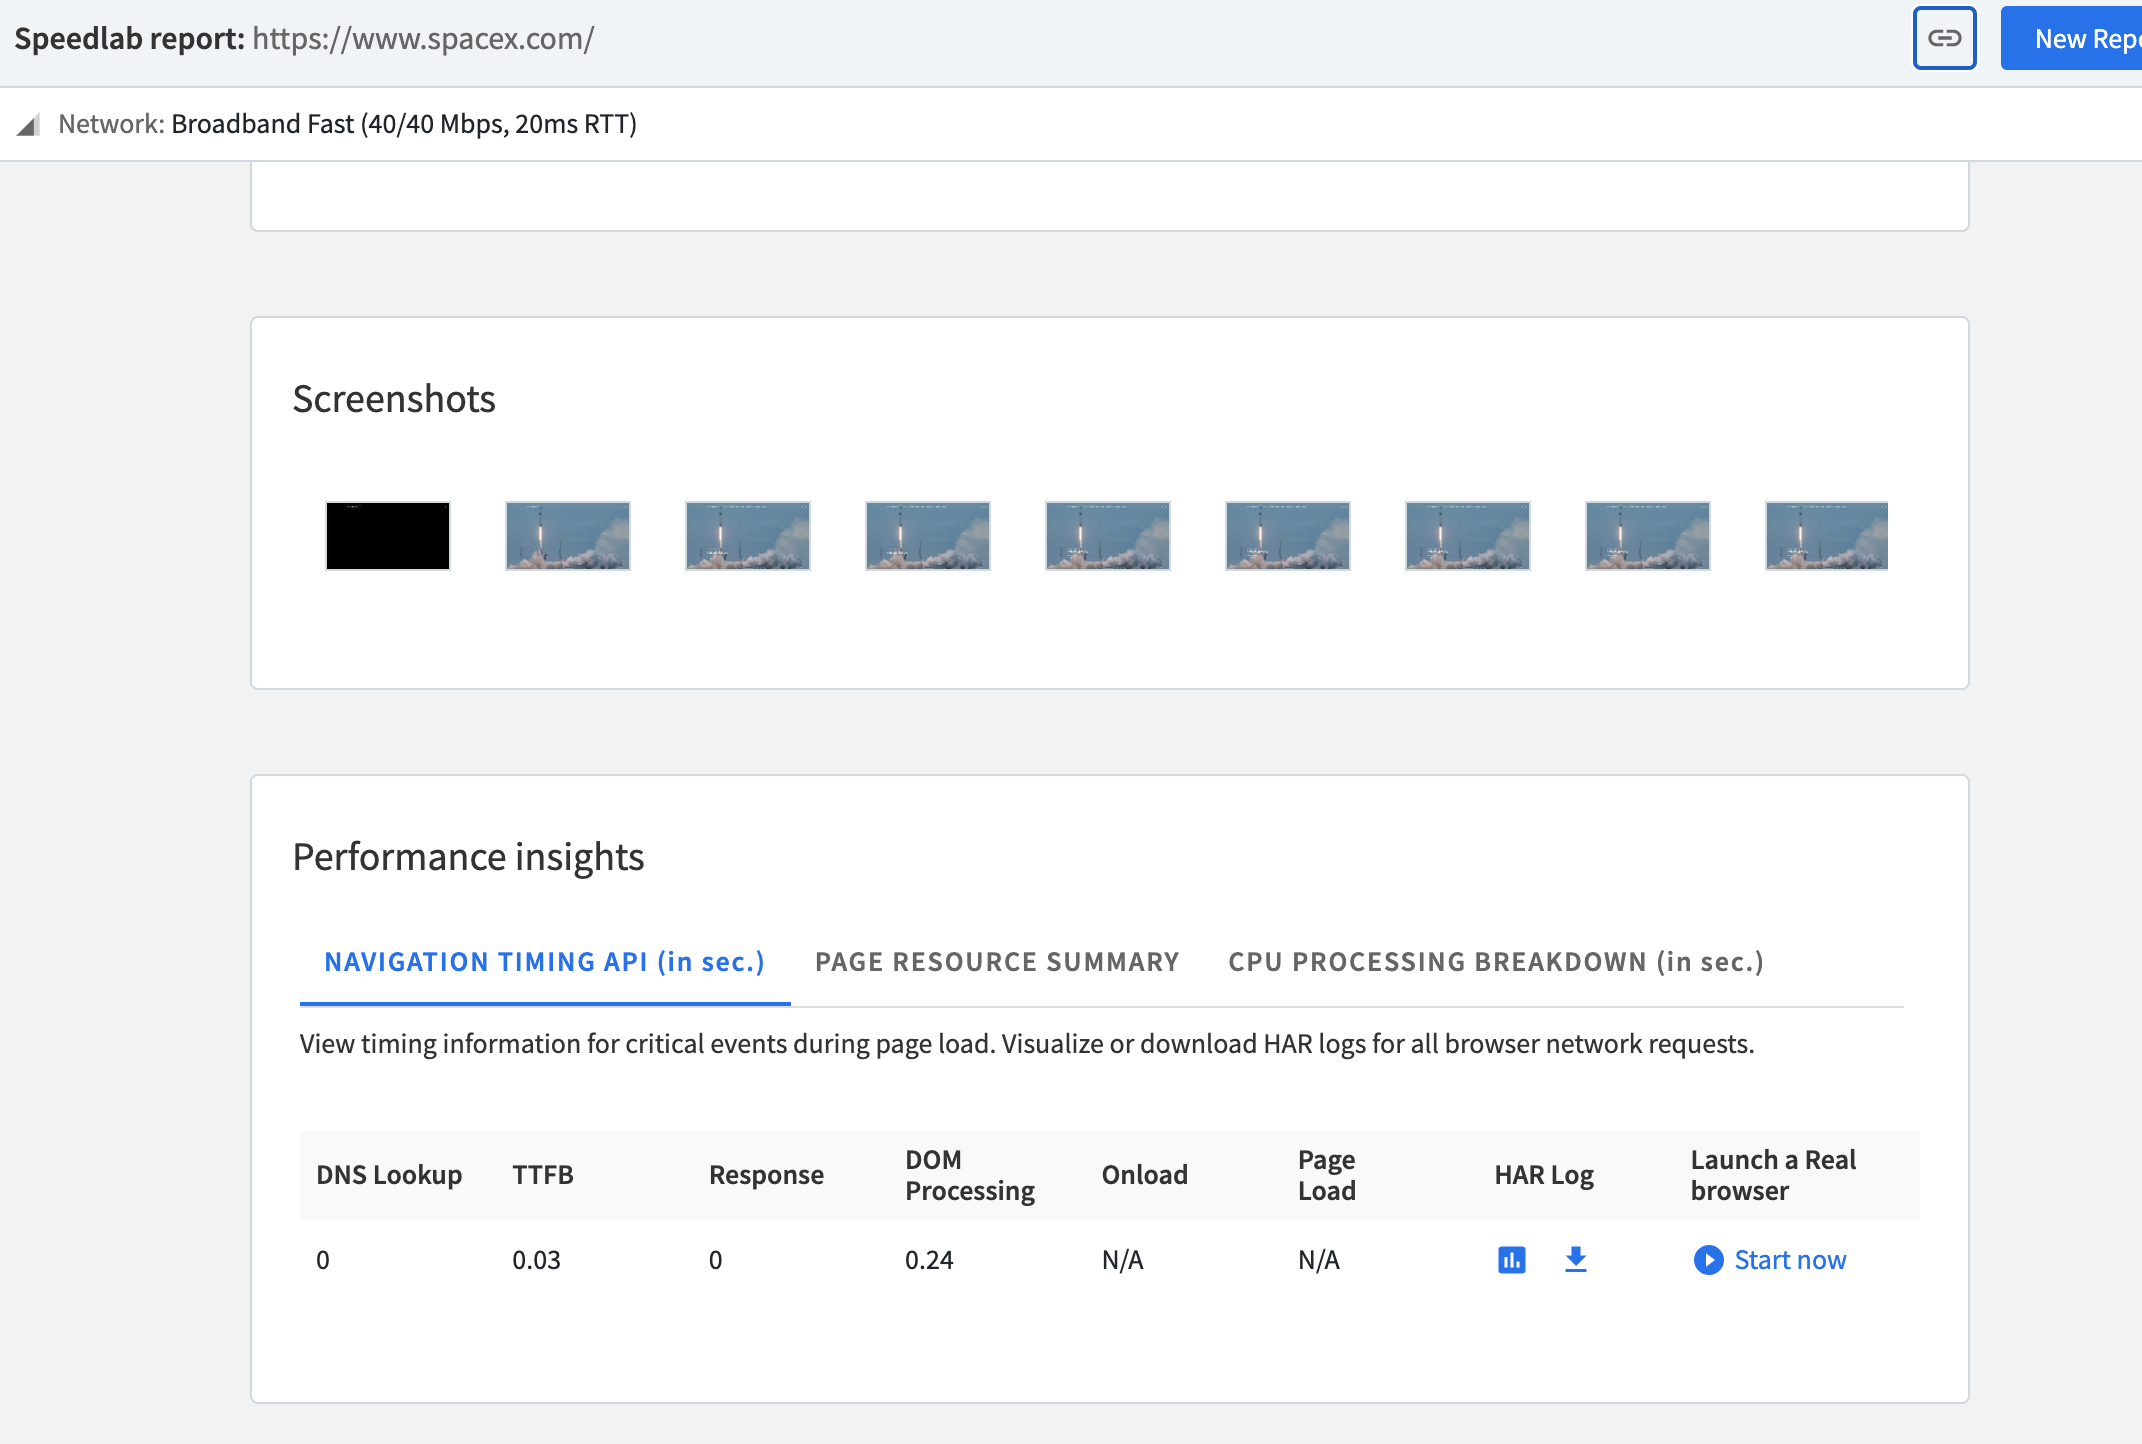 Speedlab report: https://www.spacex.com/
New Repo
Network: Broadband Fast (40/40 Mbps, 20ms RTT)
Screenshots
Performance insights
NAVIGATION TIMING API (in sec.) PAGE RESOURCE SUMMARY CPU PROCESSING BREAKDOWN (in sec.)
View timing information for critical events during page load. Visualize or download HAR logs for all browser network requests.
DNS Lookup TTFB Response DOM Processing Onload Page Load HAR Log Launch a Real browser
0 0.03 0 0.24 N/A N/A Start now